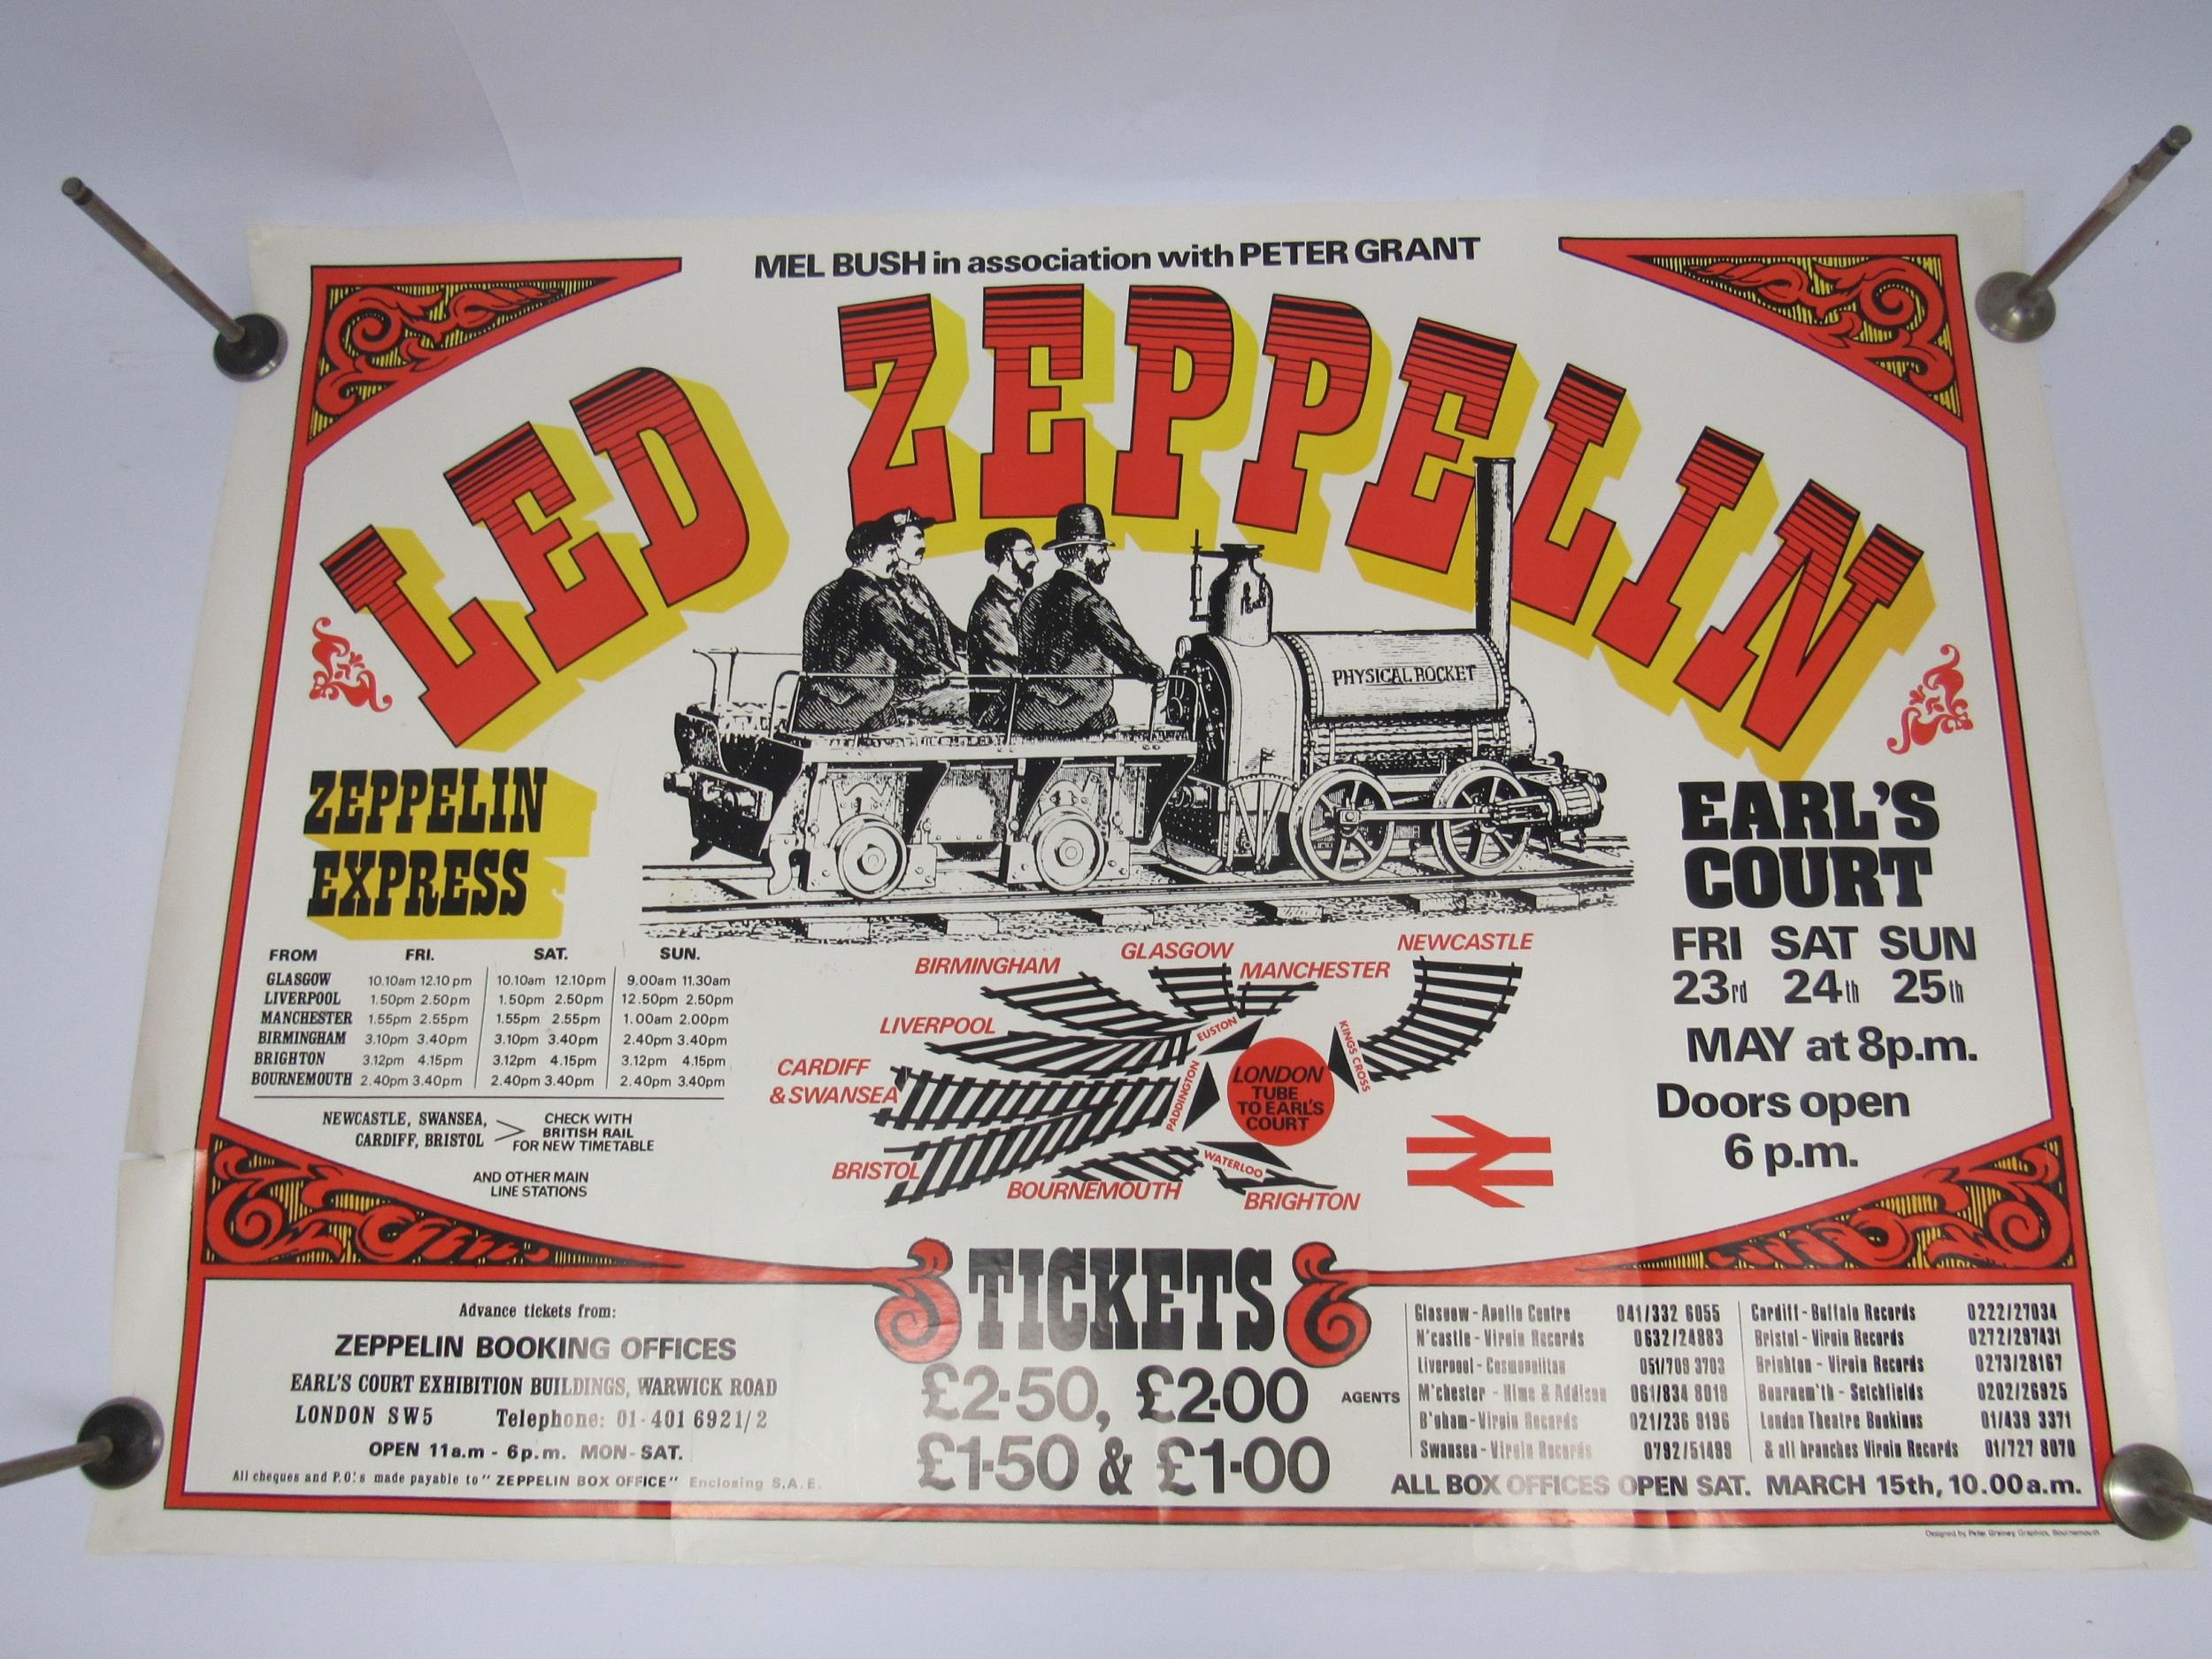 MEL BUSH in association with PETER GRANT
LED ZEPPELIN
PHYSICAL ROCKET
ZEPPELIN
EXPRESS
FROM FRI. SAT. SUN.
GLASGOW 10.10am 12.10 pm 10.10am 12.10pm 9.00am 11.30am
LIVERPOOL 1.50pm 2.50pm 1.50pm 2.50pm 12.50pm 2.50pm
MANCHESTER 1.55pm 2.55pm 1.55pm 2.55pm 1.00am 2.00pm
BIRMINGHAM 3.10pm 3.40pm 3.10pm 3.40pm 2.40pm 3.40pm
BRIGHTON 3.12pm 4.15pm 3.12pm 4.15pm 3.12pm 4.15pm
BOURNEMOUTH 2.40pm 3.40pm 2.40pm 3.40pm 2.40pm 3.40pm
NEWCASTLE, SWANSEA,
CARDIFF, BRISTOL
CHECK WITH
BRITISH RAIL
FOR NEW TIMETABLE
AND OTHER MAIN
LINE STATIONS
BIRMINGHAM
GLASGOW
MANCHESTER
NEWCASTLE
LIVERPOOL
CARDIFF
& SWANSEA
BRISTOL
BOURNEMOUTH
BRIGHTON
EUSTON
KINGS CROSS
PADDINGTON
WATERLOO
LONDON
TUBE
TO EARL'S
COURT
EARL'S
COURT
FRI SAT SUN
23rd 24th 25th
MAY at 8p.m.
Doors open
6 p.m.
TICKETS
£2·50, £2·00
£1·50 & £1·00
Advance tickets from:
ZEPPELIN BOOKING OFFICES
EARL'S COURT EXHIBITION BUILDINGS, WARWICK ROAD
LONDON SW5 Telephone: 01-401 6921/2
OPEN 11a.m - 6p.m. MON-SAT.
All cheques and P.O.'s made payable to "ZEPPELIN BOX OFFICE" Enclosing S.A.E.
AGENTS
Glasgow - Apollo Centre 041/332 6055
N'castle - Virgin Records 0632/24883
Liverpool - Cosmopolitan 051/709 3703
M'chester - Hime & Addison 061/834 8019
B'gham - Virgin Records 021/236 9196
Swansea - Virgin Records 0792/51499
Cardiff - Buffalo Records 0222/27034
Bristol - Virgin Records 0272/297431
Brighton - Virgin Records 0273/28167
Bournem'th - Setchfields 0202/26925
London Theatre Bookings 01/439 3371
& all branches Virgin Records 01/727 8070
ALL BOX OFFICES OPEN SAT. MARCH 15th, 10.00 a.m.
Designed by Peter Grainey Graphics, Bournemouth